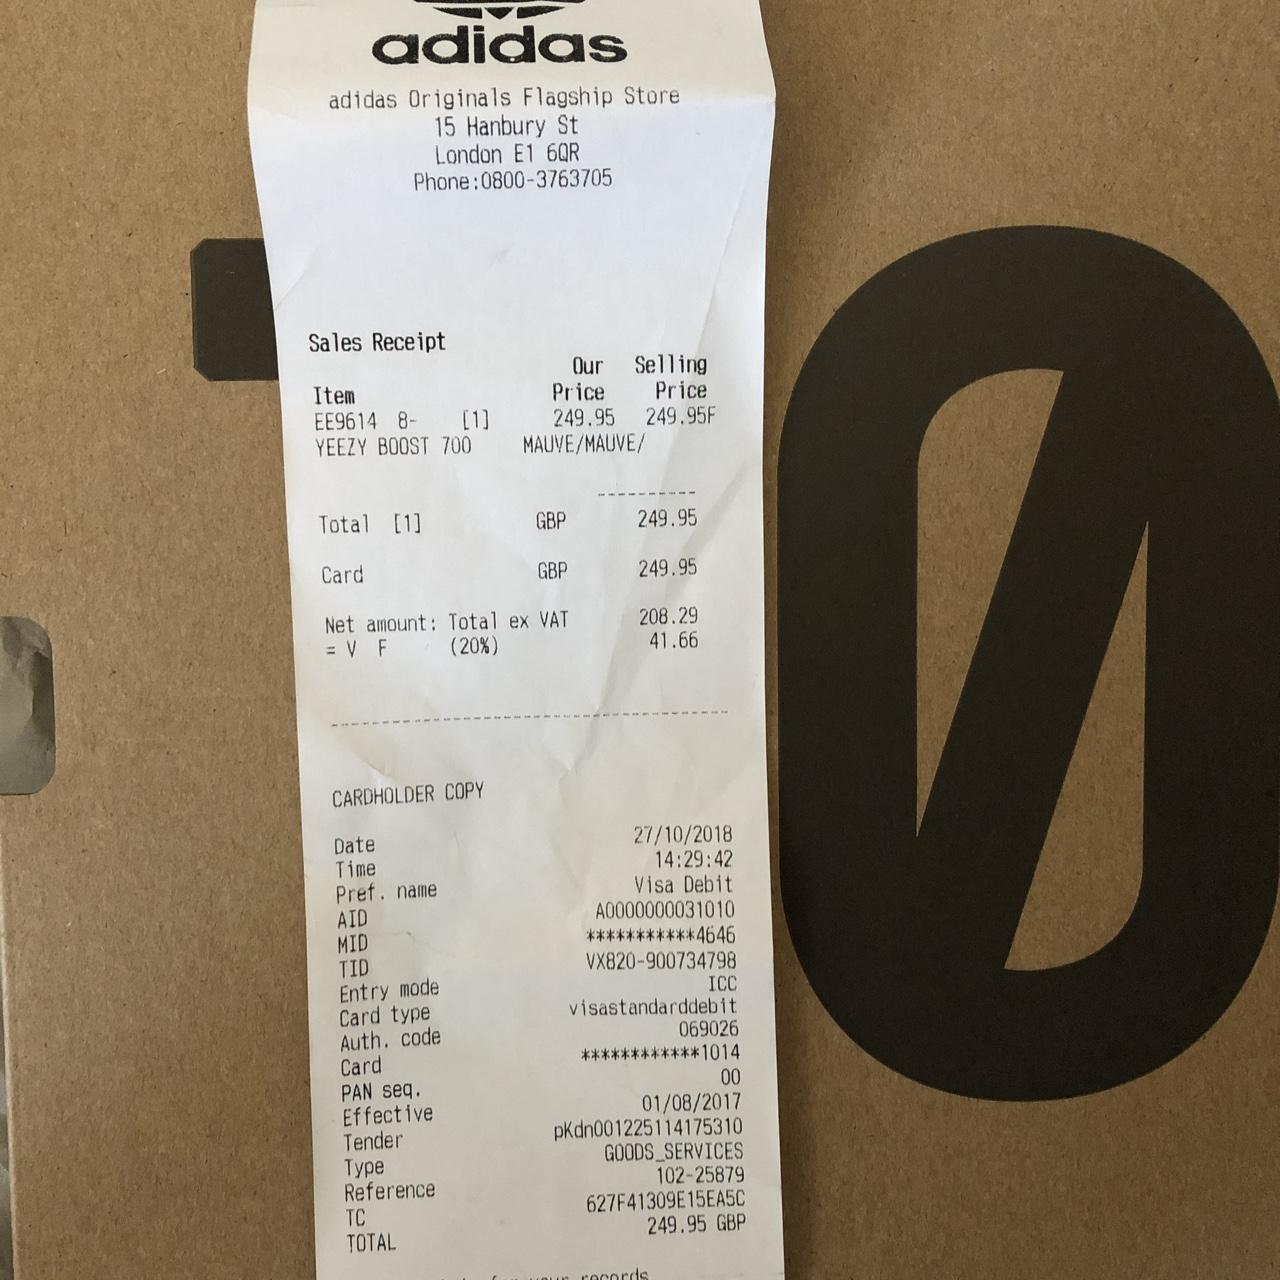 adidas
adidas Originals Flagship Store
15 Hanbury St
London E1 6QR
Phone:0800-3763705
Sales Receipt
Our Selling
Item Price Price
EE9614 8- [1] 249.95 249.95F
YEEZY BOOST 700 MAUVE/MAUVE/
----------
Total [1] GBP 249.95
Card GBP 249.95
Net amount: Total ex VAT 208.29
= V F (20%) 41.66
CARDHOLDER COPY
Date 27/10/2018
Time 14:29:42
Pref. name Visa Debit
AID A0000000031010
MID ***********4646
TID VX820-900734798
Entry mode ICC
Card type visastandarddebit
Auth. code 069026
Card ************1014
PAN seq. 00
Effective 01/08/2017
Tender pKdn001225114175310
Type GOODS_SERVICES
Reference 102-25879
TC 627F41309E15EA5C
TOTAL 249.95 GBP
for your records
0